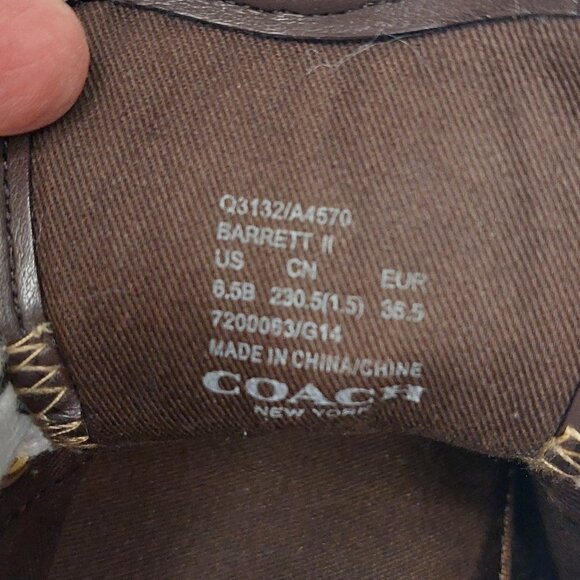 Q3132/A4570
BARRETT II
US CN EUR
6.5B 230.5(1.5) 36.5
7200063/G14
MADE IN CHINA/CHINE
COACH
NEW YORK